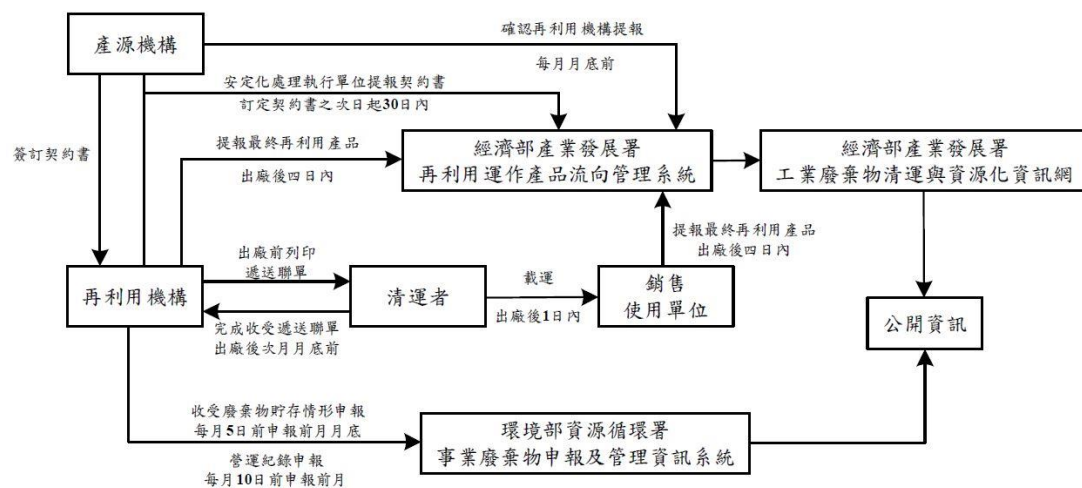 產源機構
確認再利用機構提報
每月月底前
安定化處理執行單位提報契約書
訂定契約書之次日起30日內
簽訂契約書
提報最終再利用產品
出廠後四日內
經濟部產業發展署
再利用運作產品流向管理系統
經濟部產業發展署
工業廢棄物清運與資源化資訊網
提報最終再利用產品
出廠後四日內
再利用機構
出廠前列印
遞送聯單
完成收受遞送聯單
出廠後次月月底前
清運者
載運
出廠後1日內
銷售
使用單位
公開資訊
收受廢棄物貯存情形申報
每月5日前申報前月月底
營運紀錄申報
每月10日前申報前月
環境部資源循環署
事業廢棄物申報及管理資訊系統